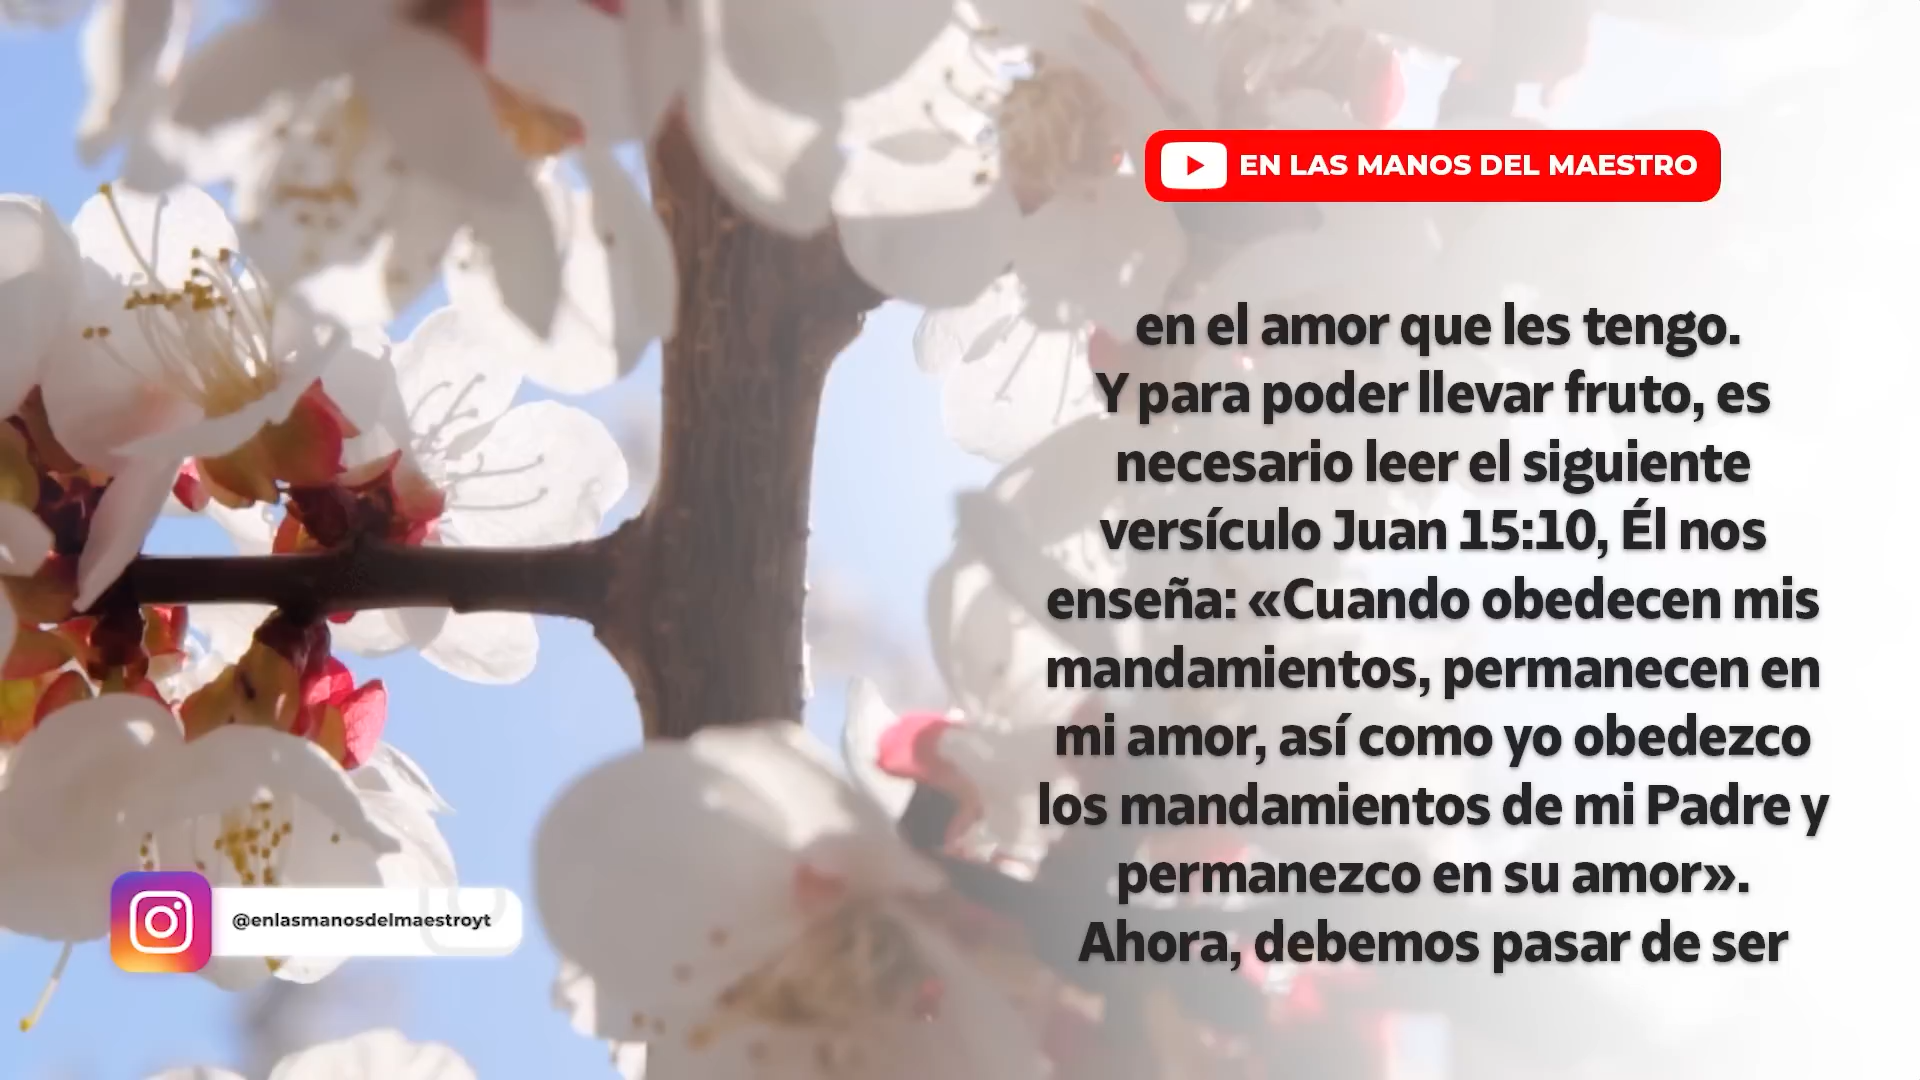 EN LAS MANOS DEL MAESTRO
en el amor que les tengo.
Y para poder llevar fruto, es
necesario leer el siguiente
versículo Juan 15:10, Él nos
enseña: «Cuando obedecen mis
mandamientos, permanecen en
mi amor, así como yo obedezco
los mandamientos de mi Padre y
permanezco en su amor».
Ahora, debemos pasar de ser
@enlasmanosdelmaestroyt